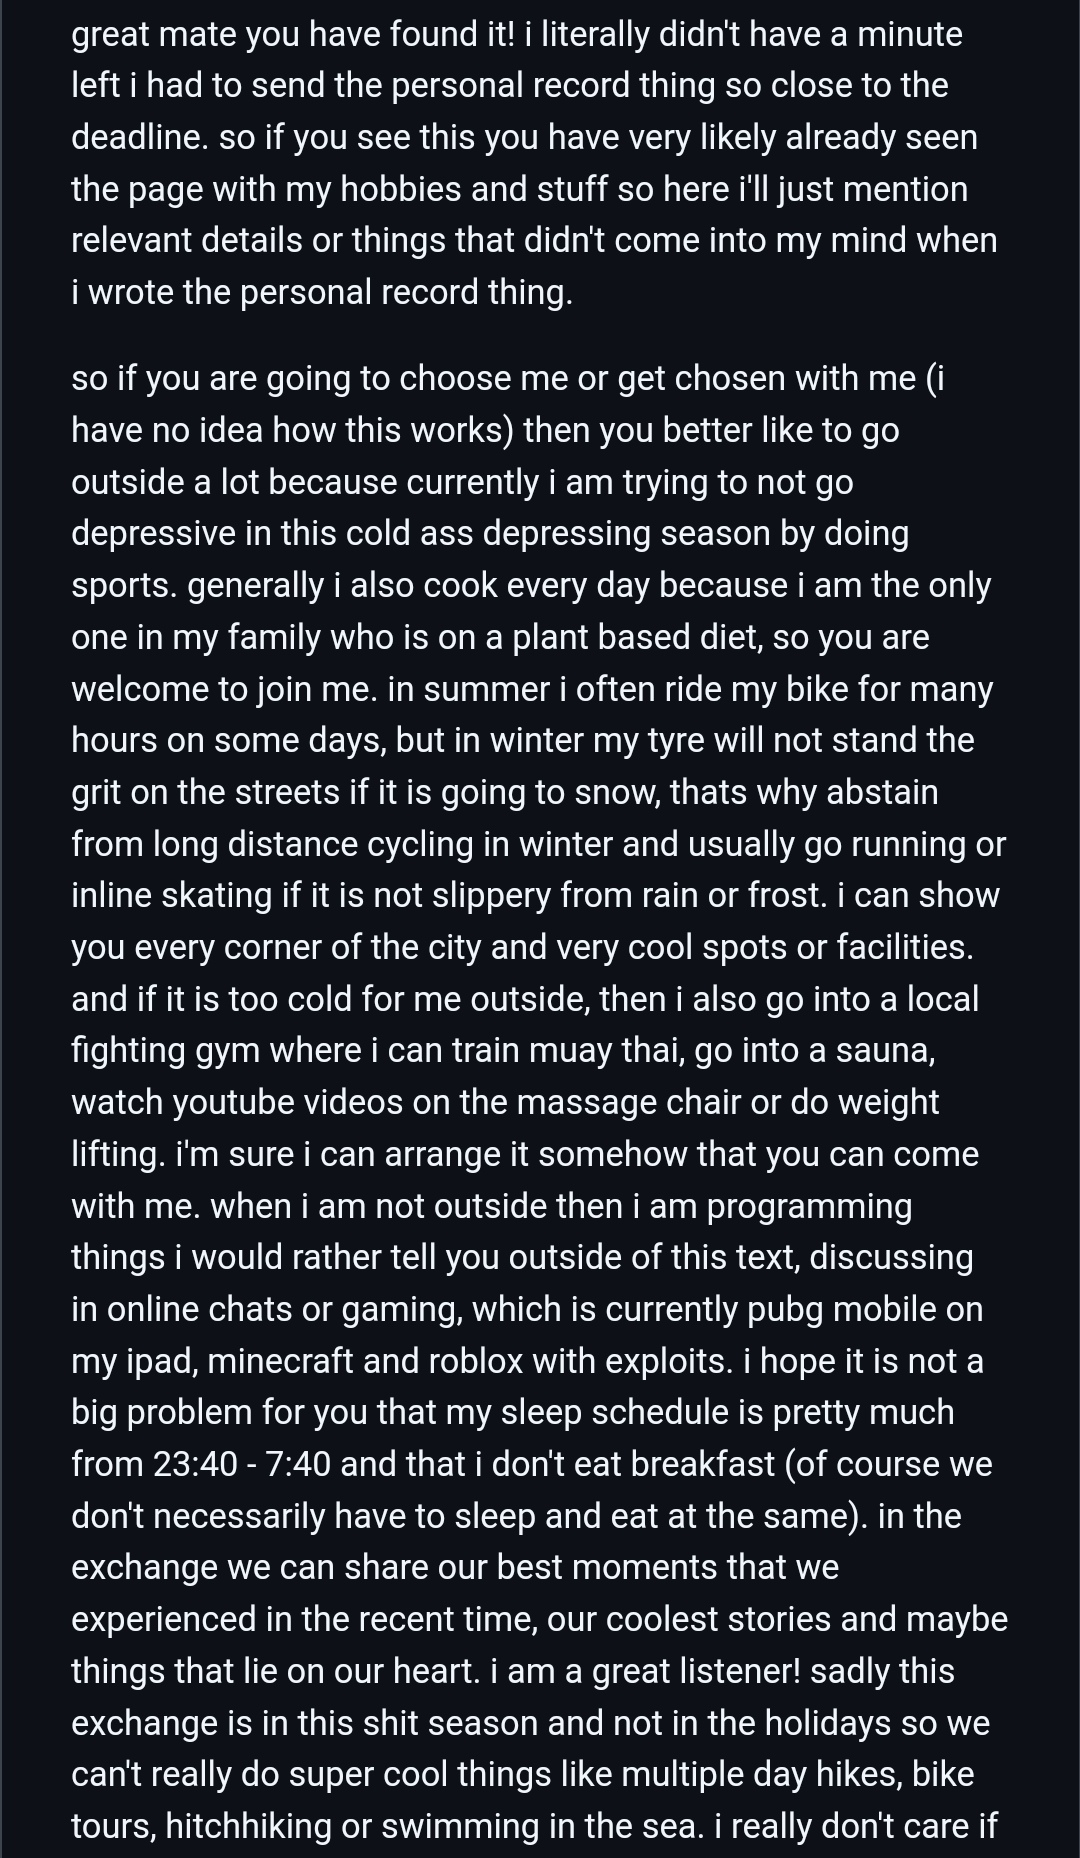 great mate you have found it! i literally didn't have a minute
left i had to send the personal record thing so close to the
deadline. so if you see this you have very likely already seen
the page with my hobbies and stuff so here i'll just mention
relevant details or things that didn't come into my mind when
i wrote the personal record thing.
so if you are going to choose me or get chosen with me (i
have no idea how this works) then you better like to go
outside a lot because currently i am trying to not go
depressive in this cold ass depressing season by doing
sports. generally i also cook every day because i am the only
one in my family who is on a plant based diet, so you are
welcome to join me. in summer i often ride my bike for many
hours on some days, but in winter my tyre will not stand the
grit on the streets if it is going to snow, thats why abstain
from long distance cycling in winter and usually go running or
inline skating if it is not slippery from rain or frost. i can show
you every corner of the city and very cool spots or facilities.
and if it is too cold for me outside, then i also go into a local
fighting gym where i can train muay thai, go into a sauna,
watch youtube videos on the massage chair or do weight
lifting. i'm sure i can arrange it somehow that you can come
with me. when i am not outside then i am programming
things i would rather tell you outside of this text, discussing
in online chats or gaming, which is currently pubg mobile on
my ipad, minecraft and roblox with exploits. i hope it is not a
big problem for you that my sleep schedule is pretty much
from 23:40 - 7:40 and that i don't eat breakfast (of course we
don't necessarily have to sleep and eat at the same). in the
exchange we can share our best moments that we
experienced in the recent time, our coolest stories and maybe
things that lie on our heart. i am a great listener! sadly this
exchange is in this shit season and not in the holidays so we
can't really do super cool things like multiple day hikes, bike
tours, hitchhiking or swimming in the sea. i really don't care if